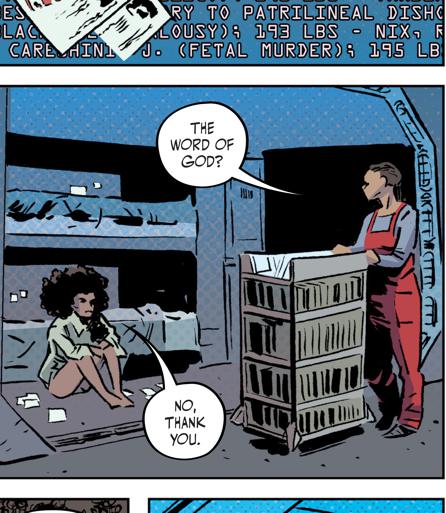 RY TO PATRILINEAL DISHO
LOUSY); 193 LBS - NIX,
J. (FETAL MURDER); 195 LB
THE
WORD OF
GOD?
NO,
THANK
YOU.